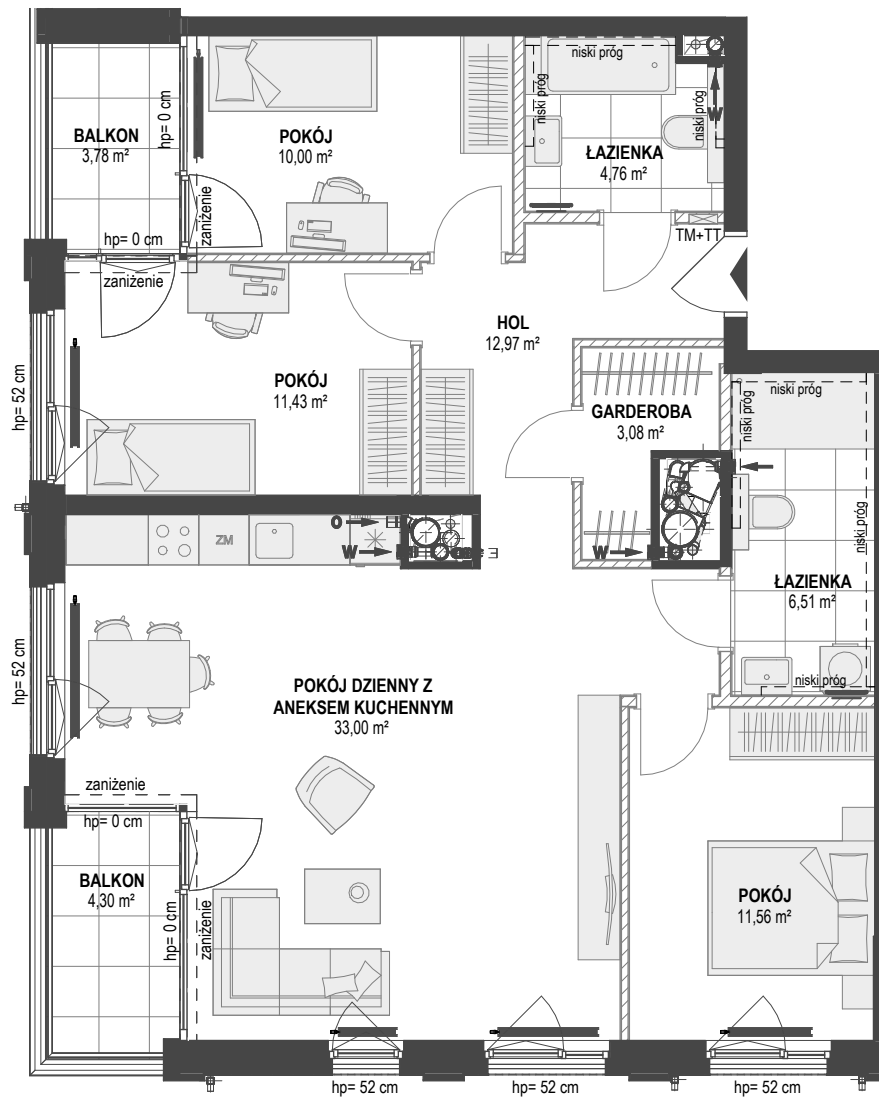 niski próg
niski próg
niski próg
W
BALKON
3,78 m²
hp= 0 cm
POKÓJ
10,00 m²
ŁAZIENKA
4,76 m²
zaniżenie
hp= 0 cm
zaniżenie
TM+TT
HOL
12,97 m²
hp= 52 cm
POKÓJ
11,43 m²
GARDEROBA
3,08 m²
niski próg
niski próg
niski próg
O
W
ZM
W
ŁAZIENKA
6,51 m²
niski próg
hp= 52 cm
POKÓJ DZIENNY Z
ANEKSEM KUCHENNYM
33,00 m²
zaniżenie
hp= 0 cm
BALKON
4,30 m²
hp= 0 cm
zaniżenie
POKÓJ
11,56 m²
hp= 52 cm
hp= 52 cm
hp= 52 cm